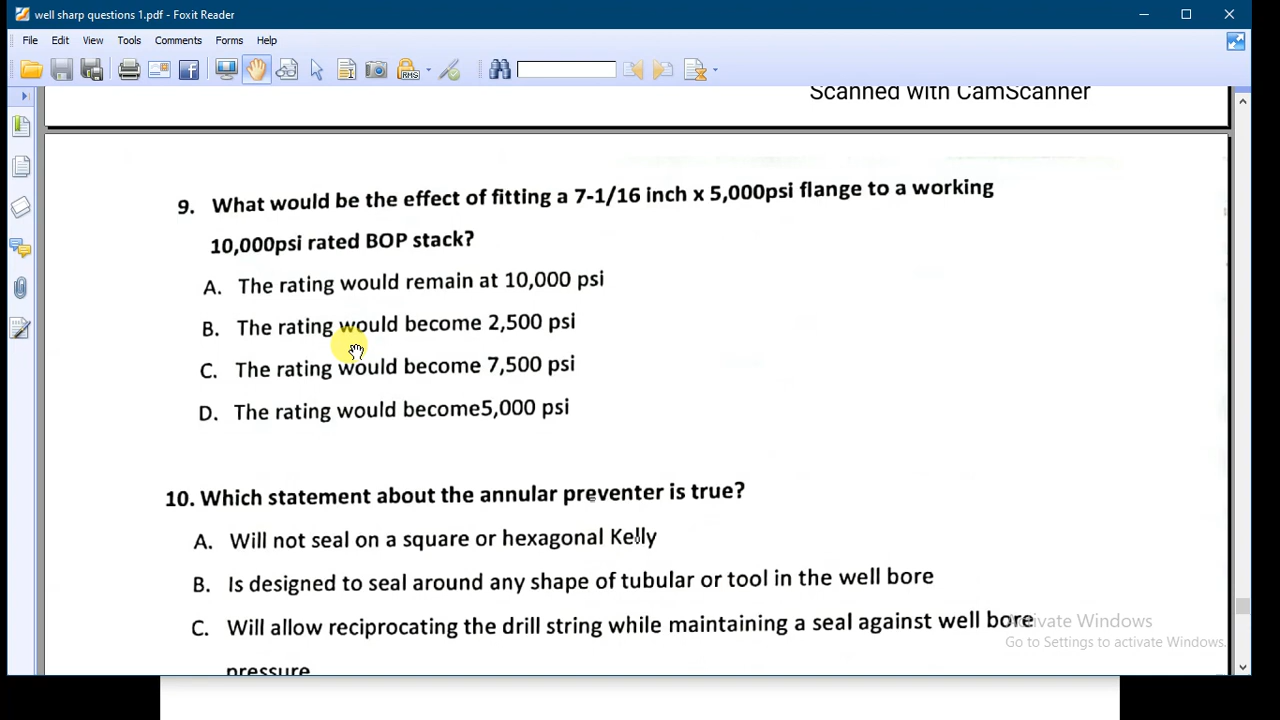 well sharp questions 1.pdf - Foxit Reader
File Edit View Tools Comments Forms Help
Scanned with CamScanner
9. What would be the effect of fitting a 7-1/16 inch x 5,000psi flange to a working
10,000psi rated BOP stack?
A. The rating would remain at 10,000 psi
B. The rating would become 2,500 psi
C. The rating would become 7,500 psi
D. The rating would become5,000 psi
10. Which statement about the annular preventer is true?
A. Will not seal on a square or hexagonal Kelly
B. Is designed to seal around any shape of tubular or tool in the well bore
C. Will allow reciprocating the drill string while maintaining a seal against well bore
pressure
Activate Windows
Go to Settings to activate Windows.